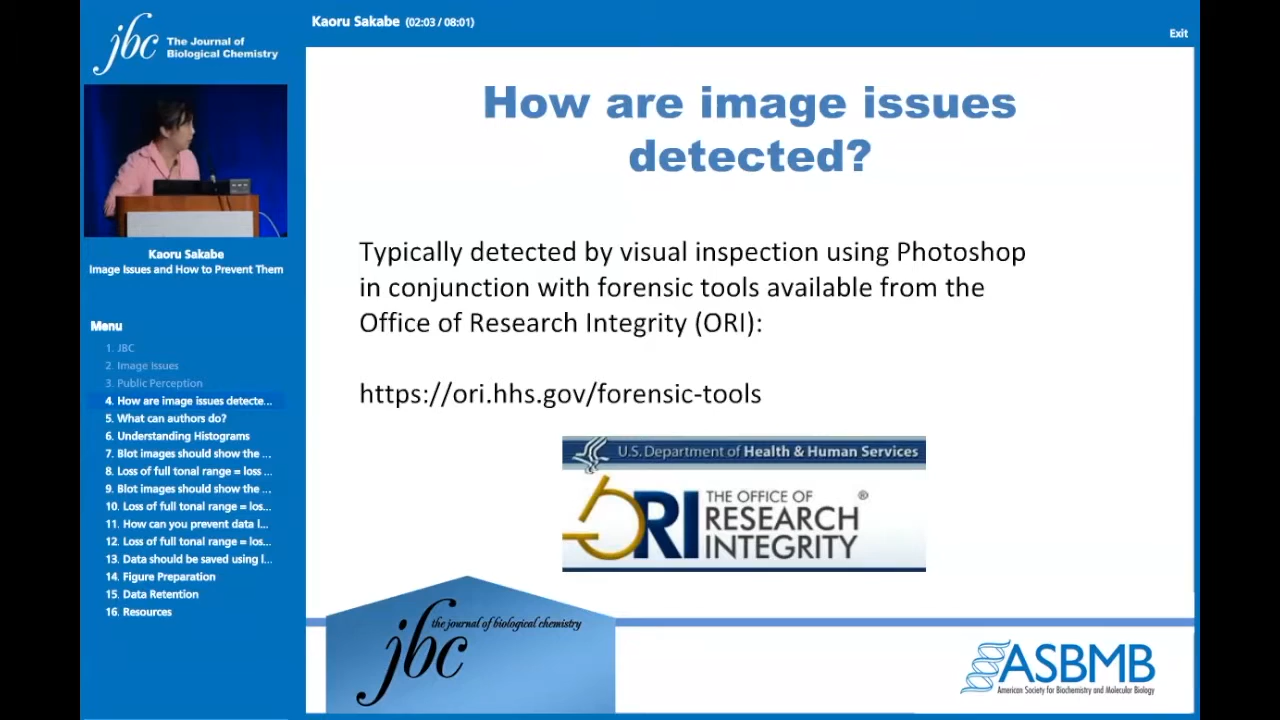 jbc The Journal of
Biological Chemistry
Kaoru Sakabe (02:03 / 08:01)
Exit
Kaoru Sakabe
Image Issues and How to Prevent Them
Menu
1. JBC
2. Image Issues
3. Public Perception
4. How are image issues detecte...
5. What can authors do?
6. Understanding Histograms
7. Blot images should show the ...
8. Loss of full tonal range = loss ...
9. Blot images should show the ...
10. Loss of full tonal range = los...
11. How can you prevent data l...
12. Loss of full tonal range = los...
13. Data should be saved using l...
14. Figure Preparation
15. Data Retention
16. Resources
How are image issues
detected?
Typically detected by visual inspection using Photoshop
in conjunction with forensic tools available from the
Office of Research Integrity (ORI):
https://ori.hhs.gov/forensic-tools
U.S. Department of Health & Human Services
ORI THE OFFICE OF
RESEARCH ®
INTEGRITY
the journal of biological chemistry
jbc
ASBMB
American Society for Biochemistry and Molecular Biology